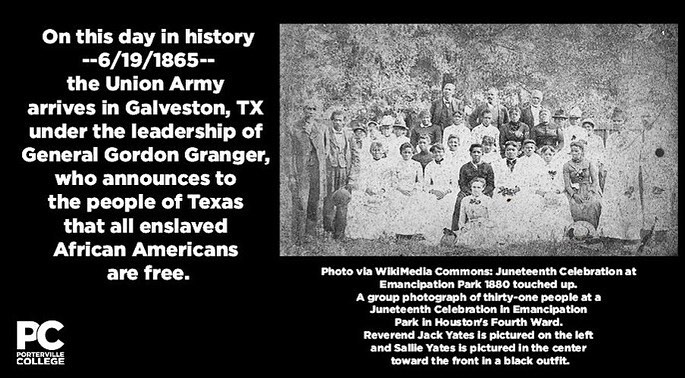 On this day in history
--6/19/1865--
the Union Army
arrives in Galveston, TX
under the leadership of
General Gordon Granger,
who announces to
the people of Texas
that all enslaved
African Americans
are free.
Photo via WikiMedia Commons: Juneteenth Celebration at
Emancipation Park 1880 touched up.
A group photograph of thirty-one people at a
Juneteenth Celebration in Emancipation
Park in Houston's Fourth Ward.
Reverend Jack Yates is pictured on the left
and Sallie Yates is pictured in the center
toward the front in a black outfit.
PC
PORTERVILLE
COLLEGE